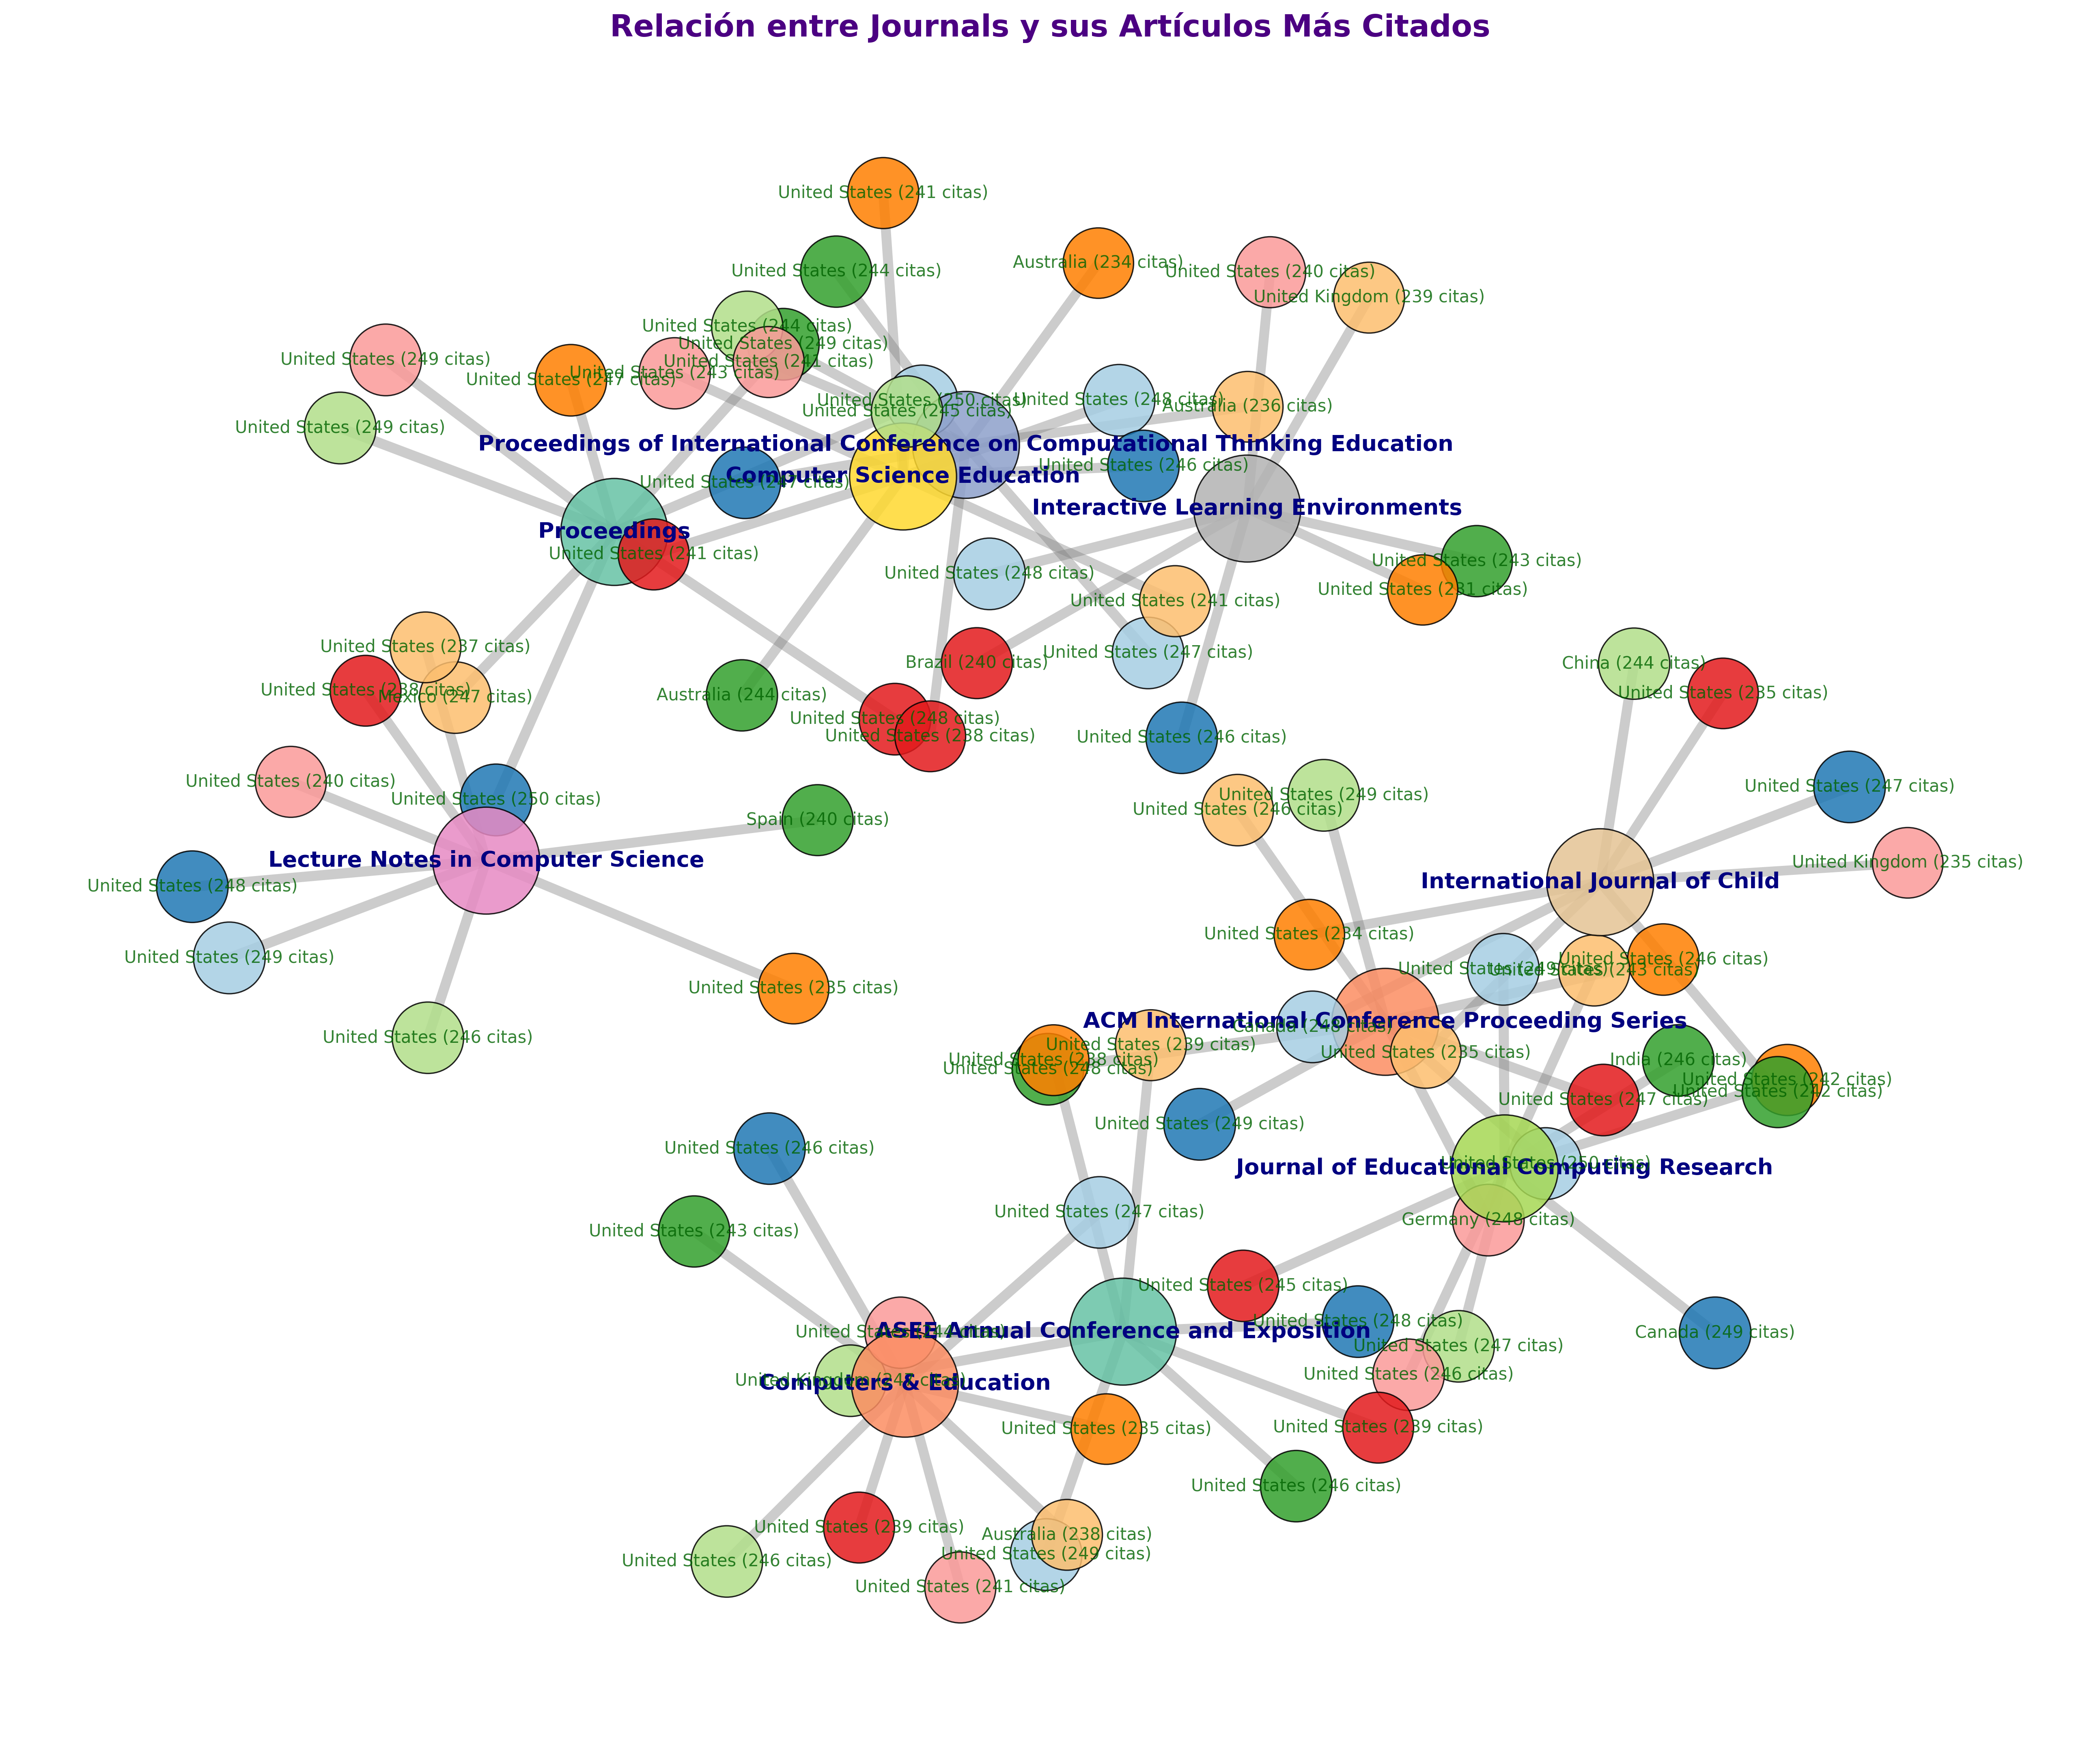 Relación entre Journals y sus Artículos Más Citados
United States (241 citas)
Australia (234 citas)
United States (244 citas)
United States (240 citas)
United Kingdom (239 citas)
United States (244 citas)
United States (249 citas)
United States (249 citas)
United States (241 citas)
United States (243 citas)
United States (247 citas)
United States (250 citas)
United States (248 citas)
Australia (236 citas)
United States (245 citas)
United States (249 citas)
Proceedings of International Conference on Computational Thinking Education
United States (246 citas)
Computer Science Education
United States (247 citas)
Interactive Learning Environments
Proceedings
United States (241 citas)
United States (243 citas)
United States (248 citas)
United States (231 citas)
United States (241 citas)
United States (237 citas)
United States (247 citas)
Brazil (240 citas)
China (244 citas)
United States (238 citas)
Mexico (247 citas)
Australia (244 citas)
United States (235 citas)
United States (248 citas)
United States (238 citas)
United States (246 citas)
United States (240 citas)
United States (247 citas)
United States (250 citas)
United States (249 citas)
United States (246 citas)
Spain (240 citas)
Lecture Notes in Computer Science
United Kingdom (235 citas)
International Journal of Child
United States (248 citas)
United States (234 citas)
United States (249 citas)
United States (246 citas)
United States (249 citas)
United States (243 citas)
United States (235 citas)
ACM International Conference Proceeding Series
Canada (248 citas)
United States (246 citas)
United States (239 citas)
United States (235 citas)
United States (238 citas)
United States (248 citas)
India (246 citas)
United States (242 citas)
United States (242 citas)
United States (247 citas)
United States (249 citas)
United States (246 citas)
United States (250 citas)
Journal of Educational Computing Research
United States (247 citas)
Germany (248 citas)
United States (243 citas)
United States (245 citas)
United States (248 citas)
United States (244 citas)
ASEE Annual Conference and Exposition
Canada (249 citas)
United States (247 citas)
United States (246 citas)
United Kingdom
Computers & Education
United States (235 citas)
United States (239 citas)
United States (246 citas)
United States (239 citas)
Australia (238 citas)
United States (249 citas)
United States (246 citas)
United States (241 citas)